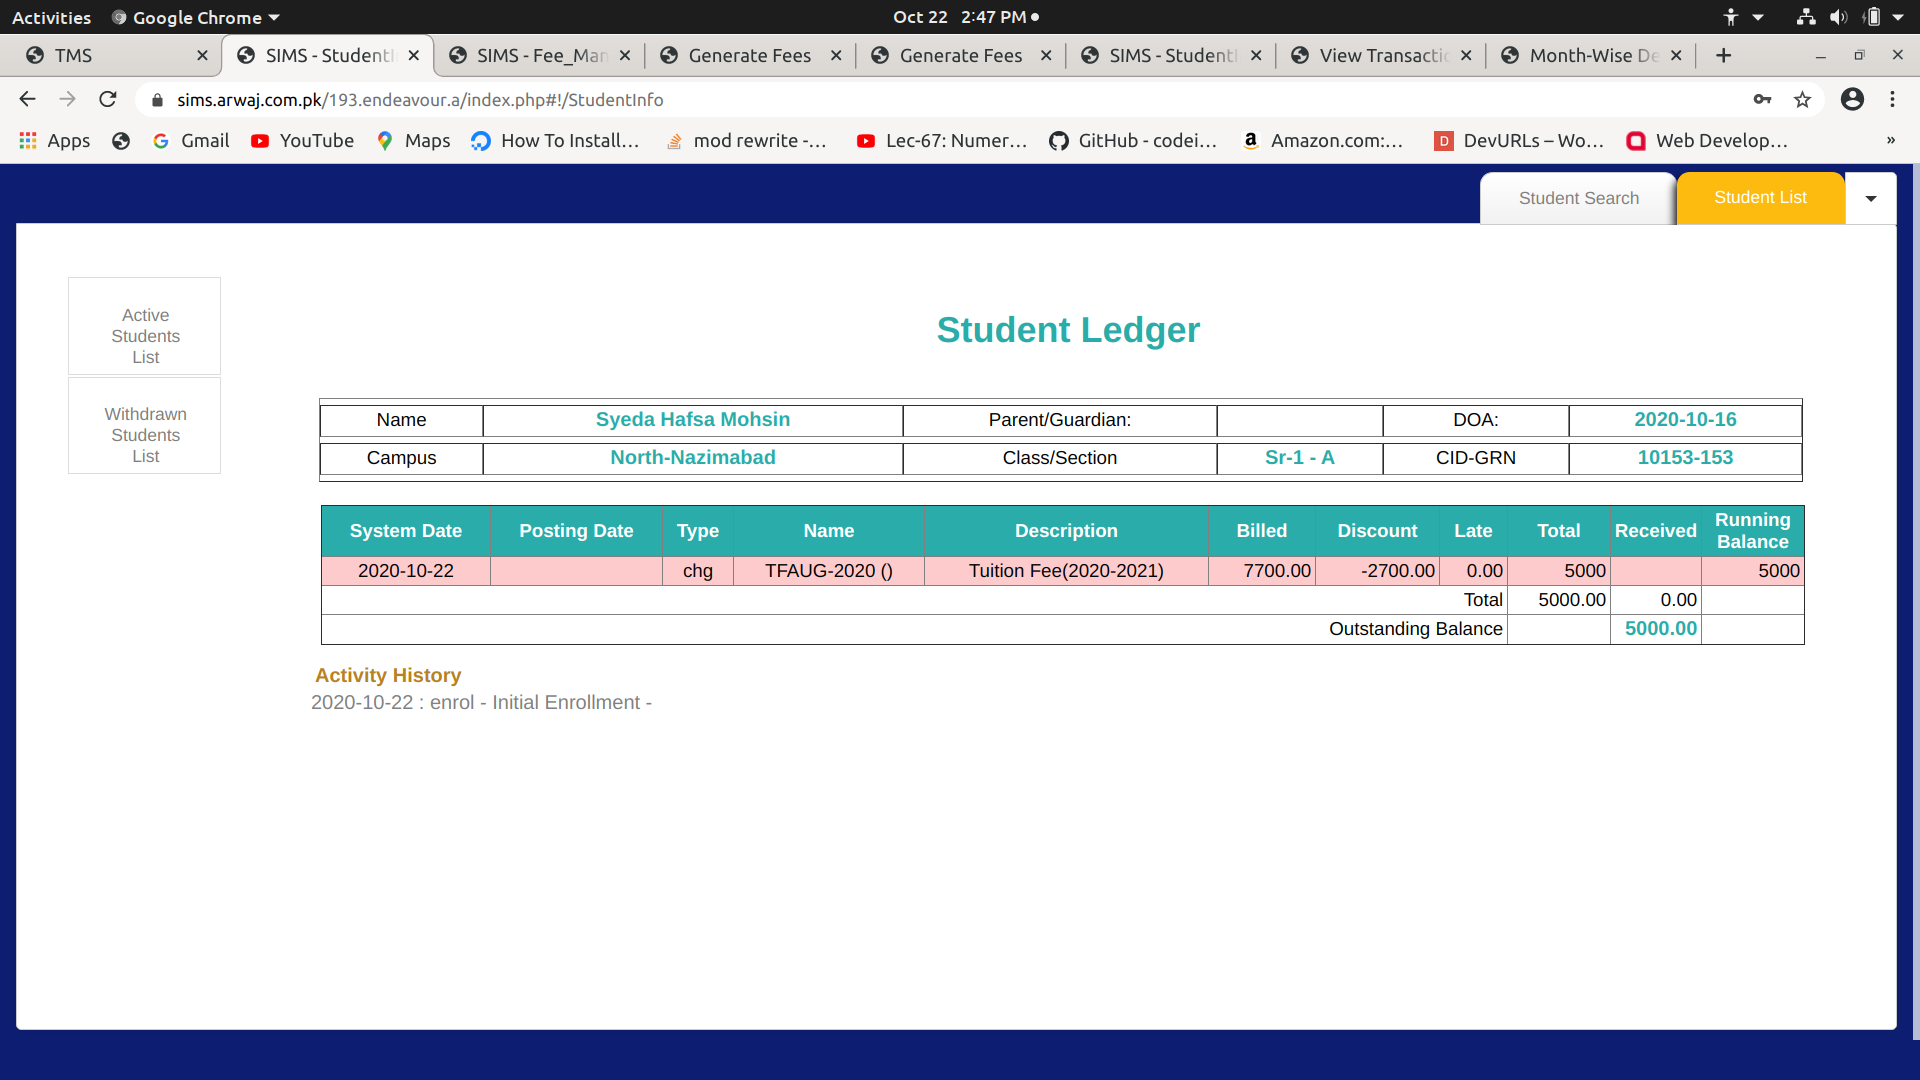 Activities Google Chrome Oct 22 2:47 PM
TMS SIMS - Student SIMS - Fee_Man Generate Fees Generate Fees SIMS - Student View Transactic Month-Wise De
sims.arwaj.com.pk/193.endeavour.a/index.php#!/StudentInfo
Apps Gmail YouTube Maps How To Install... mod rewrite -... Lec-67: Numer... GitHub - codei... Amazon.com:... DevURLs – Wo... Web Develop... »
Student Search Student List
Active
Students
List
Withdrawn
Students
List
Student Ledger
Name Syeda Hafsa Mohsin Parent/Guardian: DOA: 2020-10-16
Campus North-Nazimabad Class/Section Sr-1 - A CID-GRN 10153-153
System Date Posting Date Type Name Description Billed Discount Late Total Received Running Balance
2020-10-22 chg TFAUG-2020 () Tuition Fee(2020-2021) 7700.00 -2700.00 0.00 5000 5000
Total 5000.00 0.00
Outstanding Balance 5000.00
Activity History
2020-10-22 : enrol - Initial Enrollment -